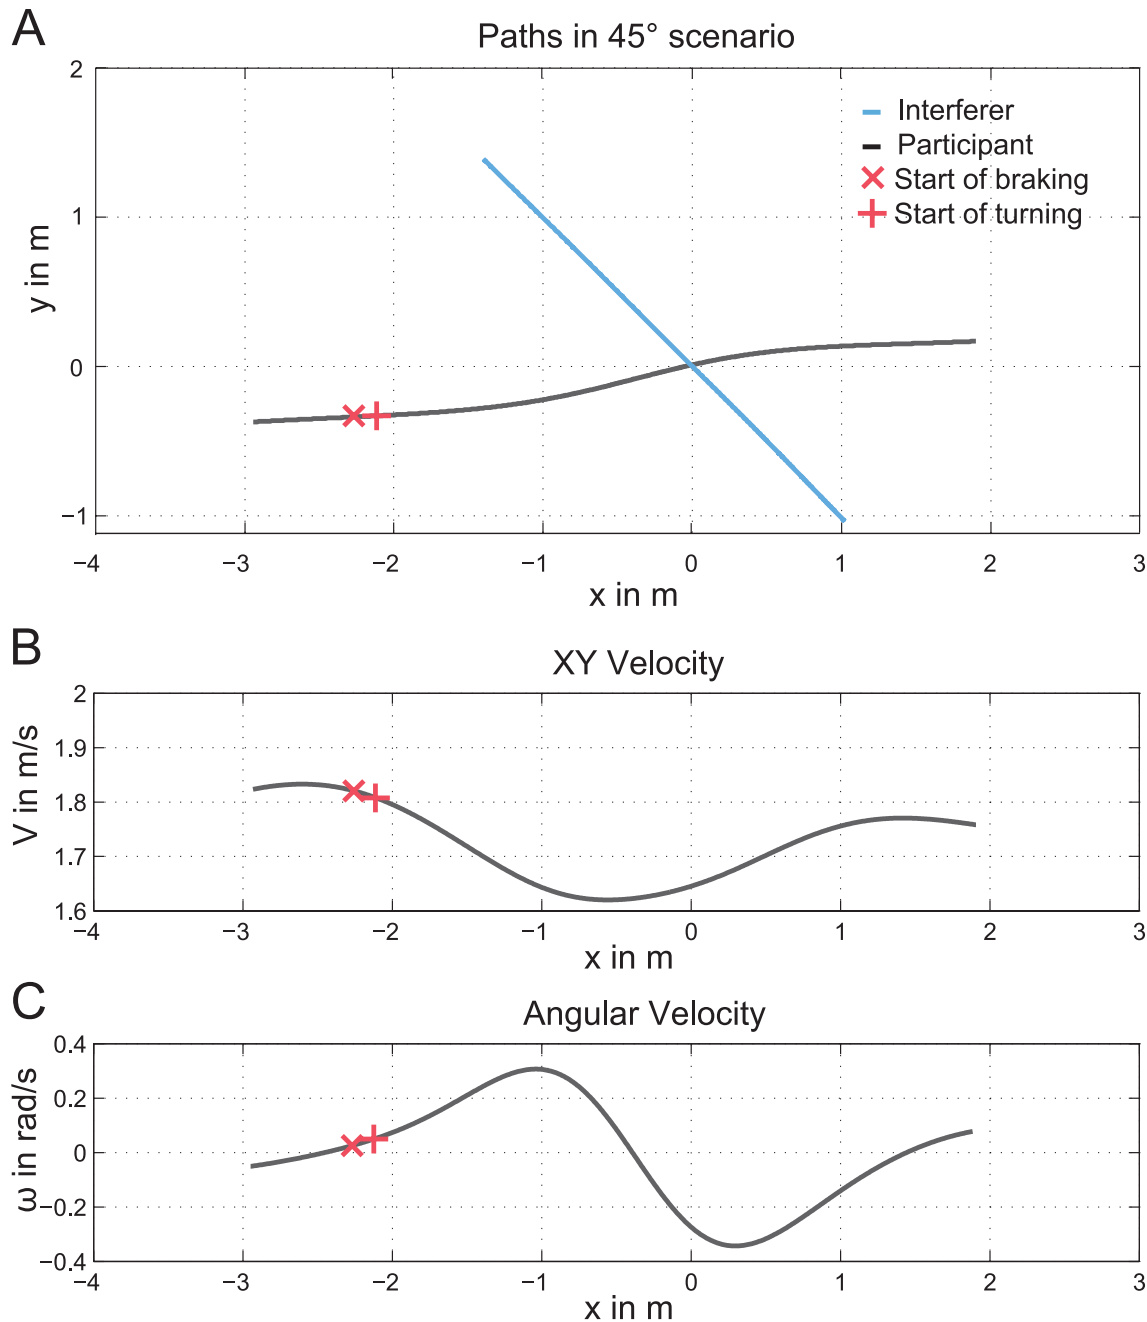 A
Paths in 45° scenario
2
1
0
−1
y in m
Interferer
Participant
Start of braking
Start of turning
−4 −3 −2 −1 0 1 2 3
x in m
B
XY Velocity
2
1.9
1.8
1.7
1.6
V in m/s
−4 −3 −2 −1 0 1 2 3
x in m
C
Angular Velocity
0.4
0.2
0
−0.2
−0.4
ω in rad/s
−4 −3 −2 −1 0 1 2 3
x in m